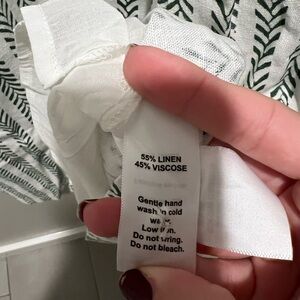 55% LINEN
45% VISCOSE
Gentle hand
wash in cold
Low iron.
Do not wring.
Do not bleach.